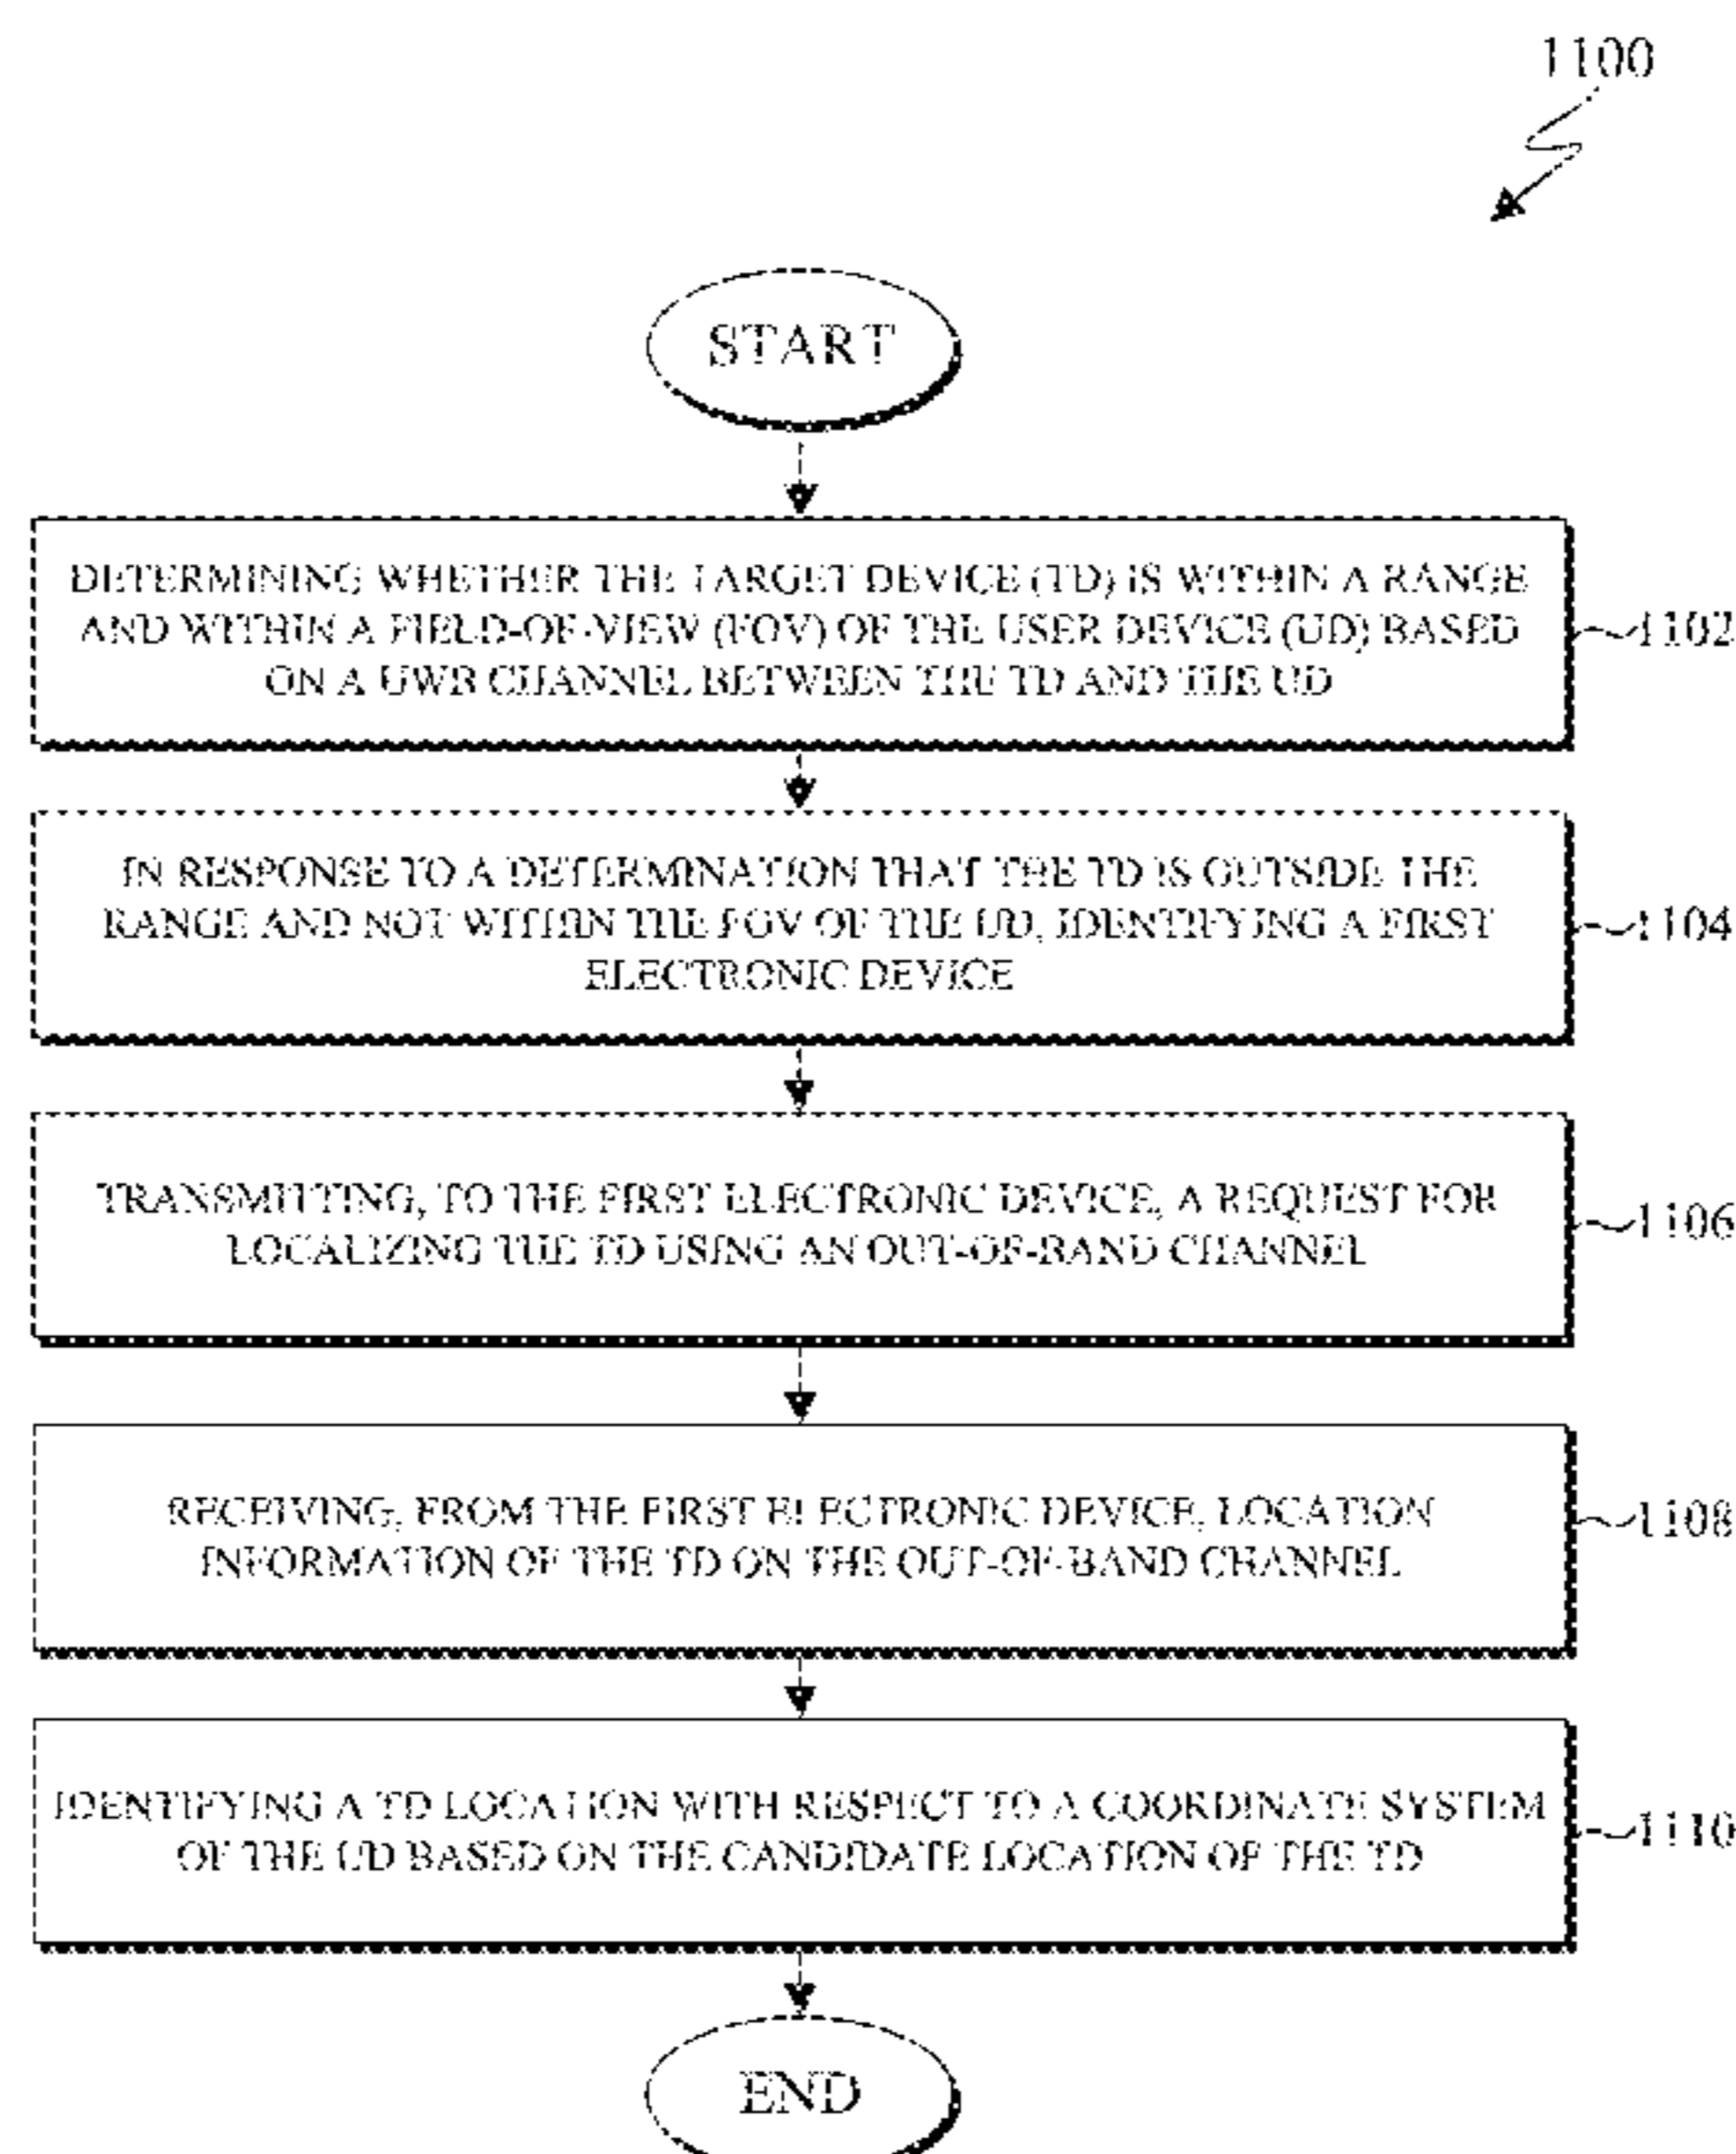 1100
START
DETERMINING WHETHER THE TARGET DEVICE (TD) IS WITHIN A RANGE
AND WITHIN A FIELD-OF-VIEW (FOV) OF THE USER DEVICE (UD) BASED
ON A UWB CHANNEL BETWEEN THE TD AND THE UD
1102
IN RESPONSE TO A DETERMINATION THAT THE TD IS OUTSIDE THE
RANGE AND NOT WITHIN THE FOV OF THE UD, IDENTIFYING A FIRST
ELECTRONIC DEVICE
1104
TRANSMITTING, TO THE FIRST ELECTRONIC DEVICE, A REQUEST FOR
LOCALIZING THE TD USING AN OUT-OF-BAND CHANNEL
1106
RECEIVING, FROM THE FIRST ELECTRONIC DEVICE, LOCATION
INFORMATION OF THE TD ON THE OUT-OF-BAND CHANNEL
1108
IDENTIFYING A TD LOCATION WITH RESPECT TO A COORDINATE SYSTEM
OF THE UD BASED ON THE CANDIDATE LOCATION OF THE TD
1110
END